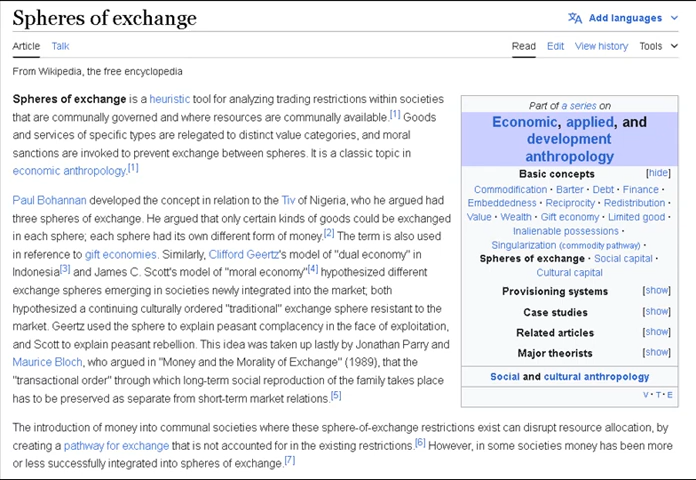 Spheres of exchange
Add languages
Article Talk
Read Edit View history Tools
From Wikipedia, the free encyclopedia
Spheres of exchange is a heuristic tool for analyzing trading restrictions within societies
that are communally governed and where resources are communally available.[1] Goods
and services of specific types are relegated to distinct value categories, and moral
sanctions are invoked to prevent exchange between spheres. It is a classic topic in
economic anthropology.[1]
Paul Bohannan developed the concept in relation to the Tiv of Nigeria, who he argued had
three spheres of exchange. He argued that only certain kinds of goods could be exchanged
in each sphere; each sphere had its own different form of money.[2] The term is also used
in reference to gift economies. Similarly, Clifford Geertz's model of "dual economy" in
Indonesia[3] and James C. Scott's model of "moral economy"[4] hypothesized different
exchange spheres emerging in societies newly integrated into the market; both
hypothesized a continuing culturally ordered "traditional" exchange sphere resistant to the
market. Geertz used the sphere to explain peasant complacency in the face of exploitation,
and Scott to explain peasant rebellion. This idea was taken up lastly by Jonathan Parry and
Maurice Bloch, who argued in "Money and the Morality of Exchange" (1989), that the
"transactional order" through which long-term social reproduction of the family takes place
has to be preserved as separate from short-term market relations.[5]
Part of a series on
Economic, applied, and
development
anthropology
Basic concepts [hide]
Commodification · Barter · Debt · Finance ·
Embeddedness · Reciprocity · Redistribution ·
Value · Wealth · Gift economy · Limited good ·
Inalienable possessions ·
Singularization (commodity pathway) ·
Spheres of exchange · Social capital ·
Cultural capital
Provisioning systems [show]
Case studies [show]
Related articles [show]
Major theorists [show]
Social and cultural anthropology
V · T · E
The introduction of money into communal societies where these sphere-of-exchange restrictions exist can disrupt resource allocation, by
creating a pathway for exchange that is not accounted for in the existing restrictions.[6] However, in some societies money has been more
or less successfully integrated into spheres of exchange.[7]